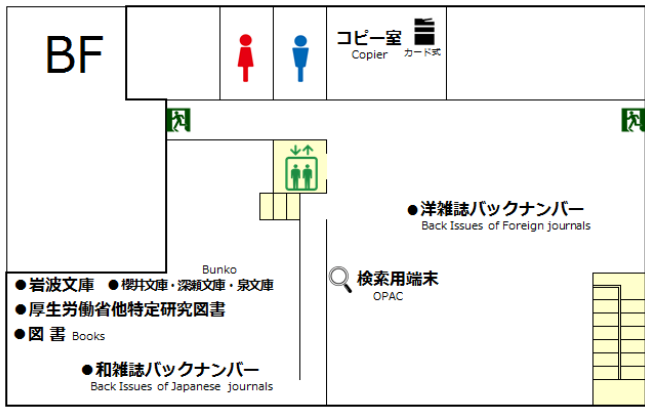 BF
コピー室
Copier
カード式
●洋雑誌バックナンバー
Back Issues of Foreign journals
Bunko
●岩波文庫 ●櫻井文庫・深瀬文庫・泉文庫
検索用端末
OPAC
●厚生労働省他特定研究図書
●図 書 Books
●和雑誌バックナンバー
Back Issues of Japanese journals